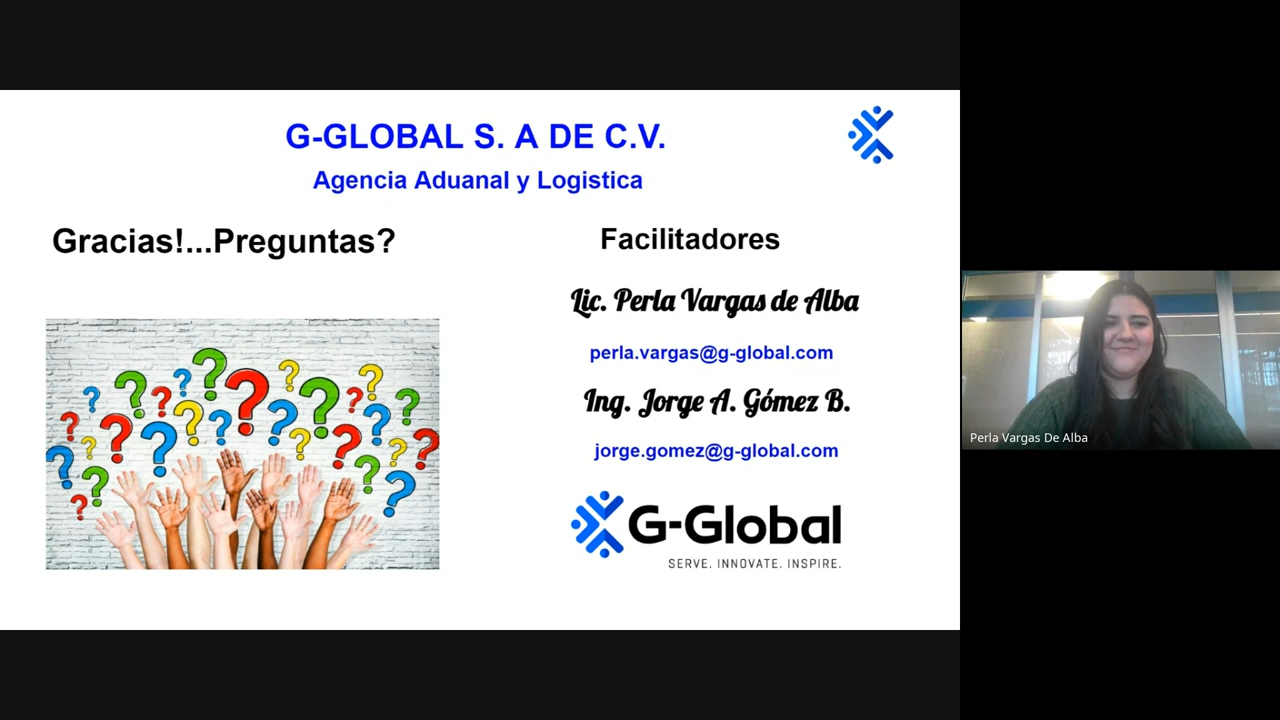 G-GLOBAL S. A DE C.V.
Agencia Aduanal y Logistica
Gracias!...Preguntas?
Facilitadores
Lic. Perla Vargas de Alba
perla.vargas@g-global.com
Ing. Jorge A. Gómez B.
jorge.gomez@g-global.com
G-Global
SERVE. INNOVATE. INSPIRE.
Perla Vargas De Alba